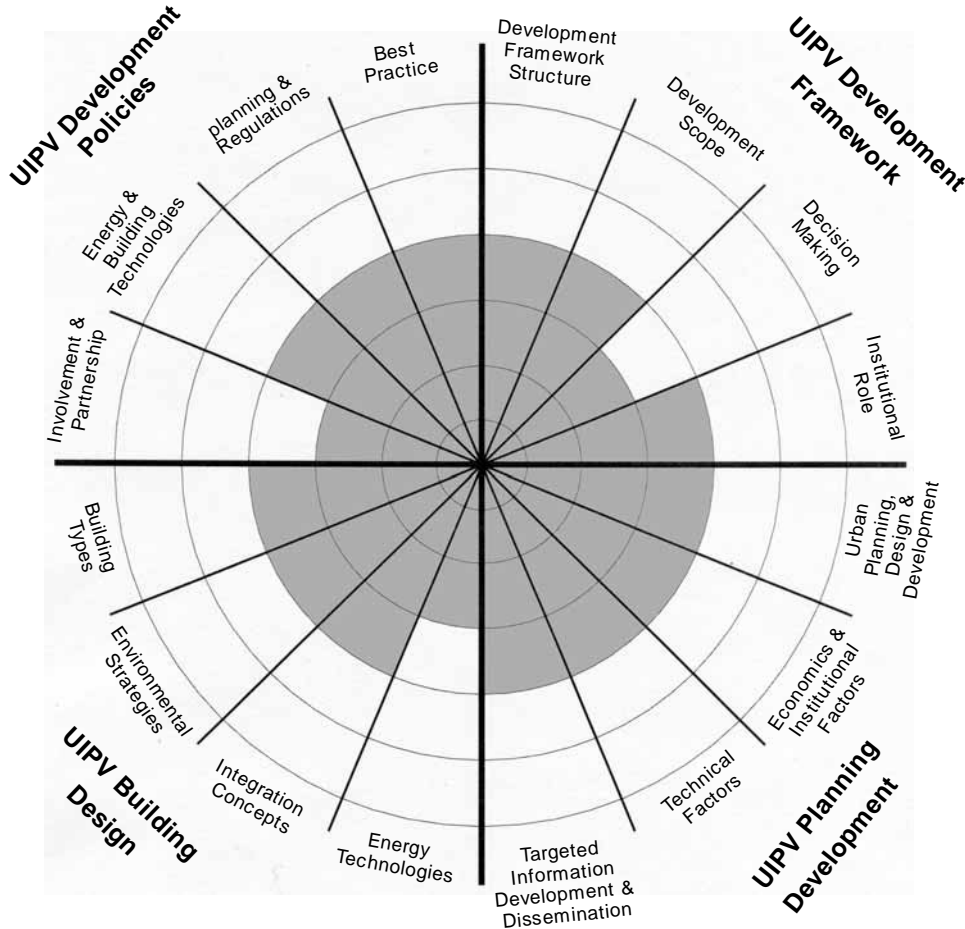 UIPV Development
Policies
Best
Practice
planning &
Regulations
Energy &
Building
Technologies
Involvement &
Partnership
Development
Framework
Structure
Development
Scope
Decision
Making
Institutional
Role
UIPV Development
Framework
Urban
Planning,
Design &
Development
Economics &
Institutional
Factors
Technical
Factors
Targeted
Information
Development &
Dissemination
UIPV Planning
Development
Building
Types
Environmental
Strategies
Integration
Concepts
Energy
Technologies
UIPV Building
Design